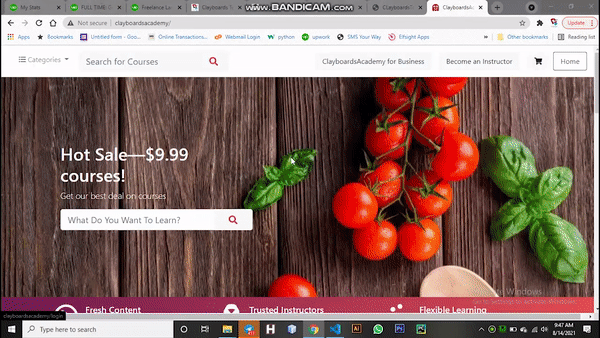 My Stats
FULL TIME
Freelance Lo
Clayboards T
www.BANDICAM.com
Clayboards
ClayboardsAc
Not secure | clayboardsacademy/
Update
Apps
Bookmarks
Untitled form - Goo...
Online Transactions...
Webmail Login
python
upwork
SMS Your Way
Elfsight Apps
Other bookmarks
Reading list
Categories
Search for Courses
ClayboardsAcademy for Business
Become an Instructor
Home
Hot Sale—$9.99
courses!
Get our best deal on courses
What Do You Want To Learn?
Activate Windows
Go to Settings to activate Windows.
Fresh Content
Trusted Instructors
Flexible Learning
clayboardsacademy/login
Type here to search
9:47 AM
8/14/2021